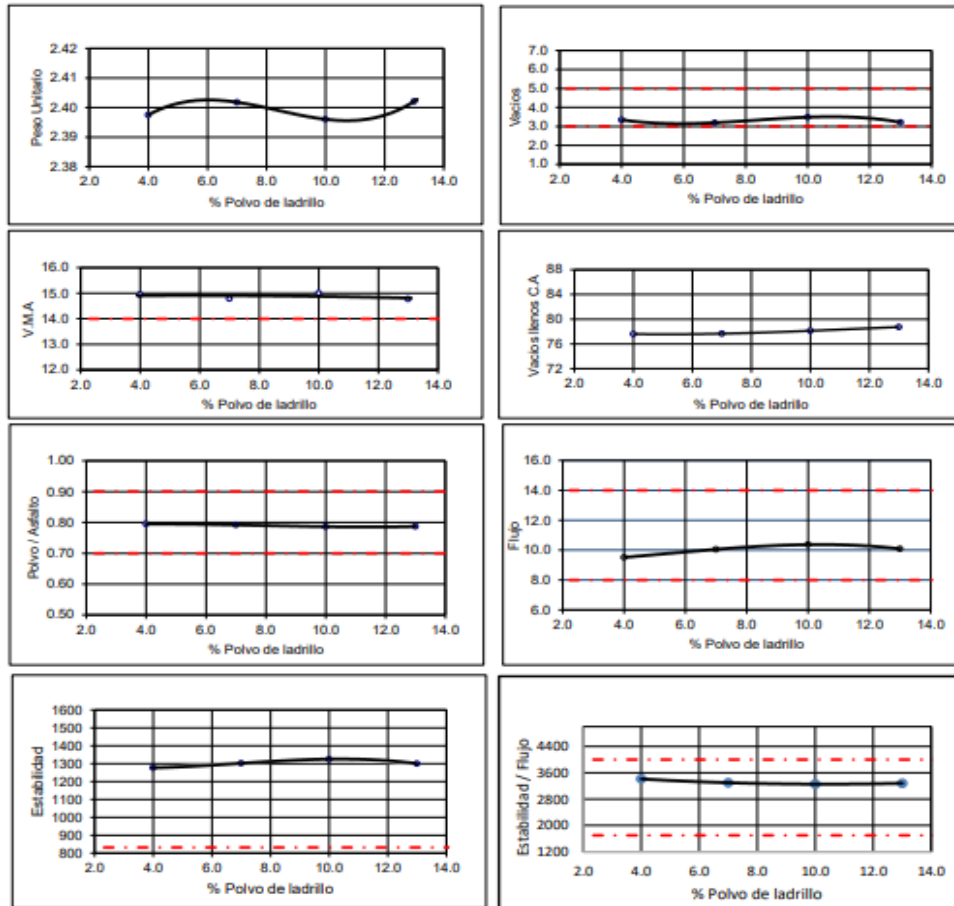 Peso Unitario
2.42
2.41
2.40
2.39
2.38
2.0 4.0 6.0 8.0 10.0 12.0 14.0
% Polvo de ladrillo
Vacios
7.0
6.0
5.0
4.0
3.0
2.0
1.0
2.0 4.0 6.0 8.0 10.0 12.0 14.0
% Polvo de ladrillo
V.M.A
16.0
15.0
14.0
13.0
12.0
2.0 4.0 6.0 8.0 10.0 12.0 14.0
% Polvo de ladrillo
Vacios llenos C.A
88
84
80
76
72
2.0 4.0 6.0 8.0 10.0 12.0 14.0
% Polvo de ladrillo
Polvo / Asfalto
1.00
0.90
0.80
0.70
0.60
0.50
2.0 4.0 6.0 8.0 10.0 12.0 14.0
% Polvo de ladrillo
Flujo
16.0
14.0
12.0
10.0
8.0
6.0
2.0 4.0 6.0 8.0 10.0 12.0 14.0
% Polvo de ladrillo
Estabilidad
1600
1500
1400
1300
1200
1100
1000
900
800
2.0 4.0 6.0 8.0 10.0 12.0 14.0
% Polvo de ladrillo
Estabilidad / Flujo
4400
3600
2800
2000
1200
2.0 4.0 6.0 8.0 10.0 12.0 14.0
% Polvo de ladrillo